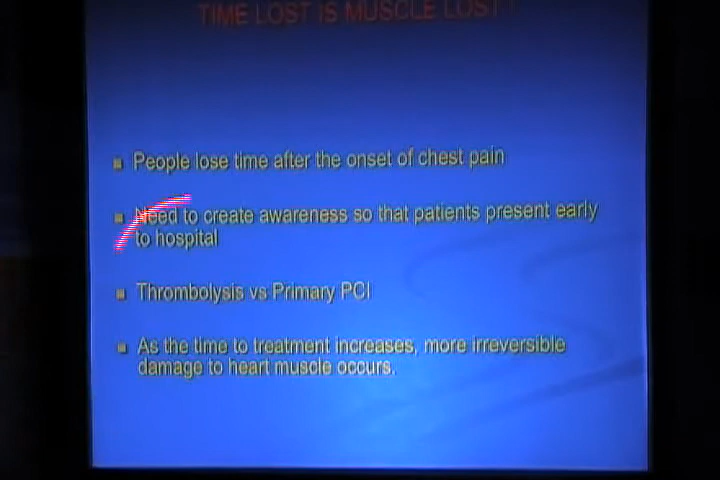 TIME LOST IS MUSCLE LOST !
People lose time after the onset of chest pain
Need to create awareness so that patients present early
to hospital
Thrombolysis vs Primary PCI
As the time to treatment increases, more irreversible
damage to heart muscle occurs.